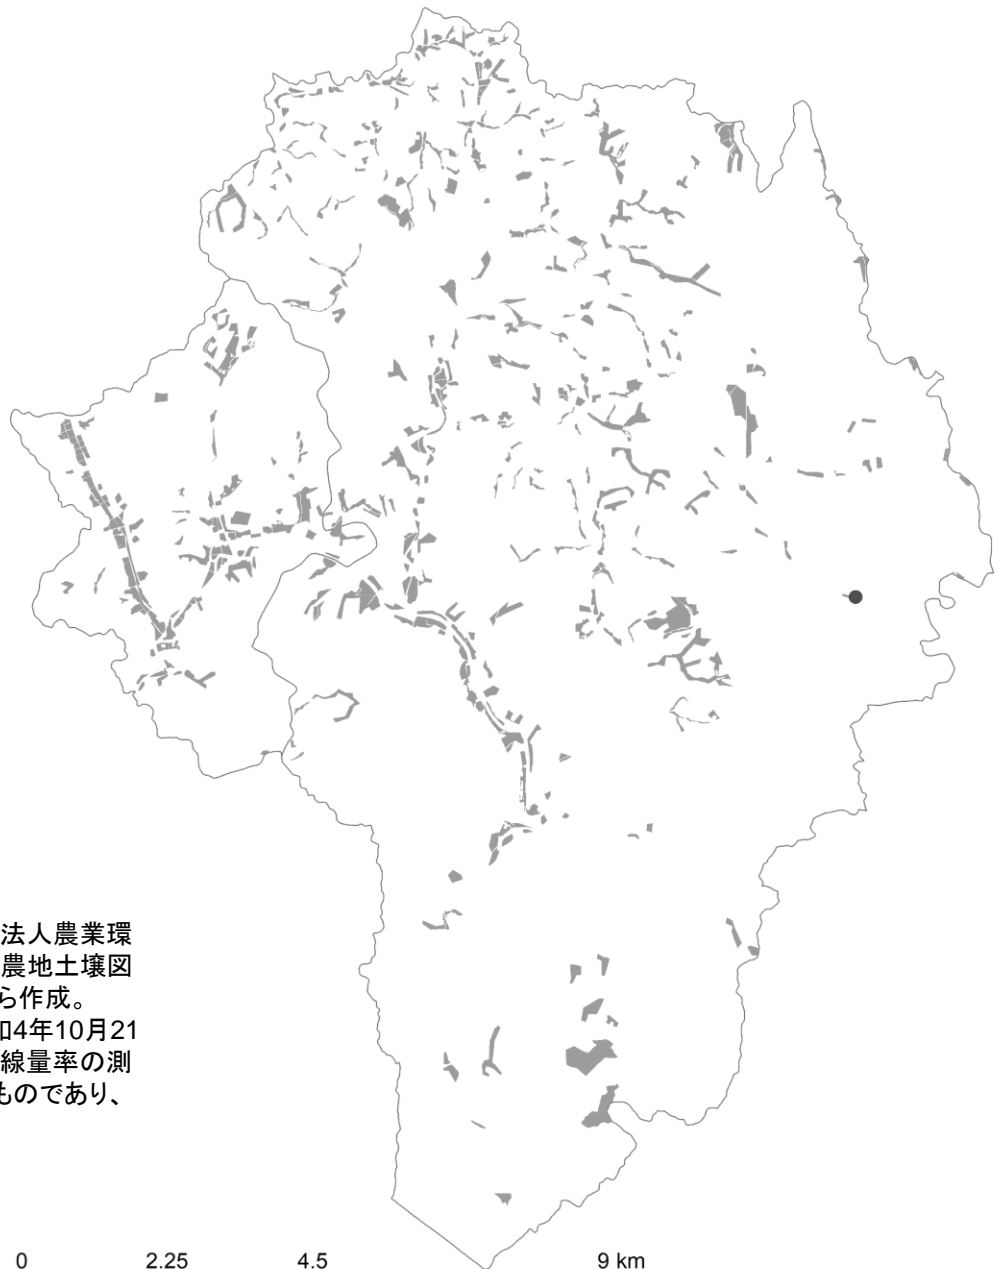 法人農業環
農地土壌図
ら作成。
和4年10月21
線量率の測
ものであり、
0 2.25 4.5 9 km